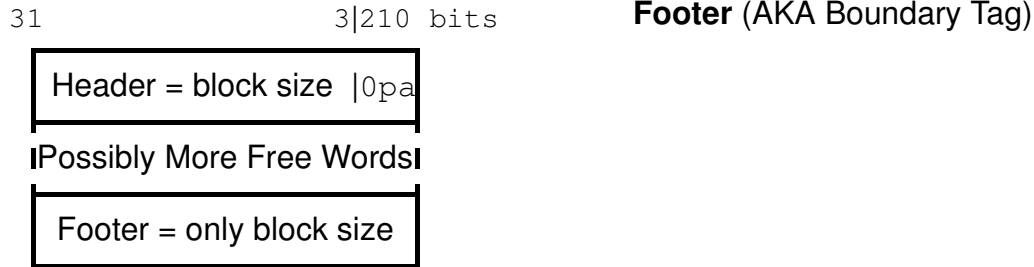 31 3|210 bits
Footer (AKA Boundary Tag)
Header = block size |0pa
Possibly More Free Words
Footer = only block size